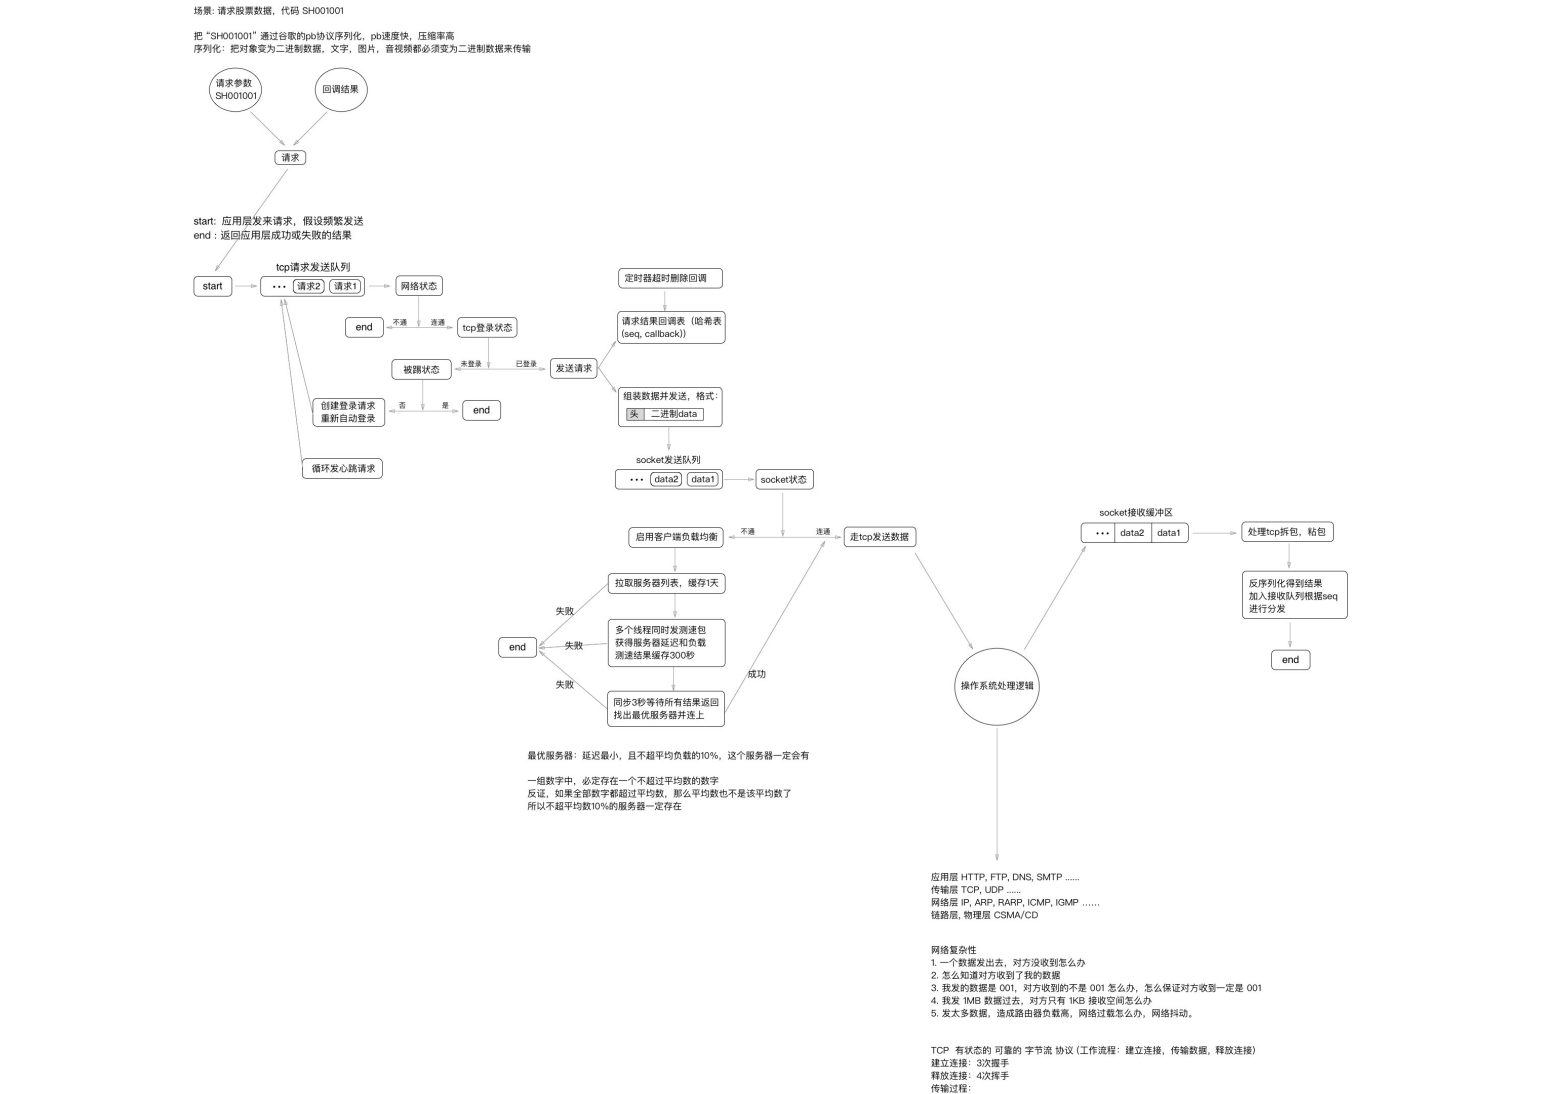 场景: 请求股票数据，代码 SH001001
把 “SH001001” 通过谷歌的pb协议序列化，pb速度快，压缩率高
序列化：把对象变为二进制数据，文字，图片，音视频都必须变为二进制数据来传输
请求参数
SH001001
回调结果
请求
start: 应用层发来请求，假设频繁发送
end : 返回应用层成功或失败的结果
tcp请求发送队列
start
••• 请求2 请求1
网络状态
end
不通
连通
tcp登录状态
被踢状态
未登录
已登录
发送请求
创建登录请求
重新自动登录
否
是
end
循环发心跳请求
定时器超时删除回调
请求结果回调表（哈希表
(seq, callback)）
组装数据并发送，格式：
头 二进制data
socket发送队列
••• data2 data1
socket状态
启用客户端负载均衡
不通
连通
走tcp发送数据
拉取服务器列表，缓存1天
失败
多个线程同时发测速包
获得服务器延迟和负载
测速结果缓存300秒
end
失败
失败
同步3秒等待所有结果返回
找出最优服务器并连上
成功
最优服务器：延迟最小，且不超平均负载的10%，这个服务器一定会有
一组数字中，必定存在一个不超过平均数的数字
反证，如果全部数字都超过平均数，那么平均数也不是该平均数了
所以不超平均数10%的服务器一定存在
操作系统处理逻辑
socket接收缓冲区
••• data2 data1
处理tcp拆包，粘包
反序列化得到结果
加入接收队列根据seq
进行分发
end
应用层 HTTP, FTP, DNS, SMTP ......
传输层 TCP, UDP ......
网络层 IP, ARP, RARP, ICMP, IGMP ……
链路层, 物理层 CSMA/CD
网络复杂性
1. 一个数据发出去，对方没收到怎么办
2. 怎么知道对方收到了我的数据
3. 我发的数据是 001，对方收到的不是 001 怎么办，怎么保证对方收到一定是 001
4. 我发 1MB 数据过去，对方只有 1KB 接收空间怎么办
5. 发太多数据，造成路由器负载高，网络过载怎么办，网络抖动。
TCP 有状态的 可靠的 字节流 协议 (工作流程：建立连接，传输数据，释放连接)
建立连接：3次握手
释放连接：4次挥手
传输过程：